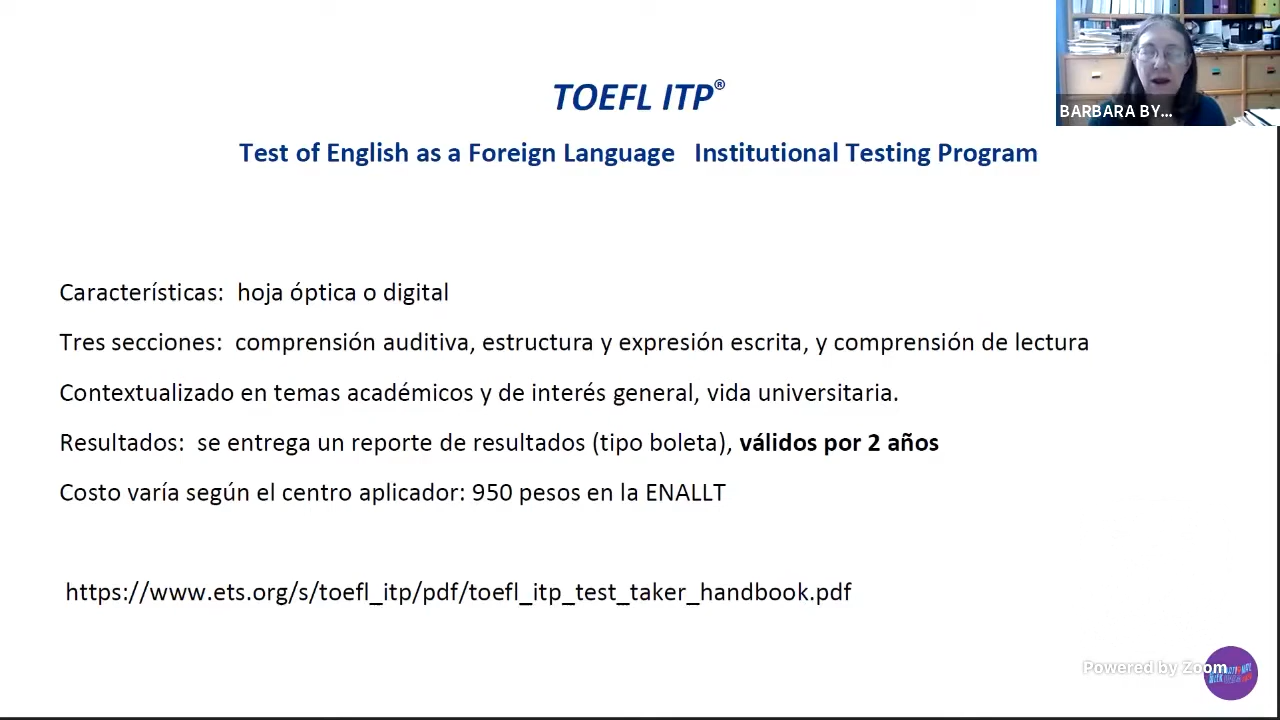 TOEFL ITP®
BARBARA BY...
Test of English as a Foreign Language Institutional Testing Program
Características: hoja óptica o digital
Tres secciones: comprensión auditiva, estructura y expresión escrita, y comprensión de lectura
Contextualizado en temas académicos y de interés general, vida universitaria.
Resultados: se entrega un reporte de resultados (tipo boleta), válidos por 2 años
Costo varía según el centro aplicador: 950 pesos en la ENALLT
https://www.ets.org/s/toefl_itp/pdf/toefl_itp_test_taker_handbook.pdf
Powered by Zoom